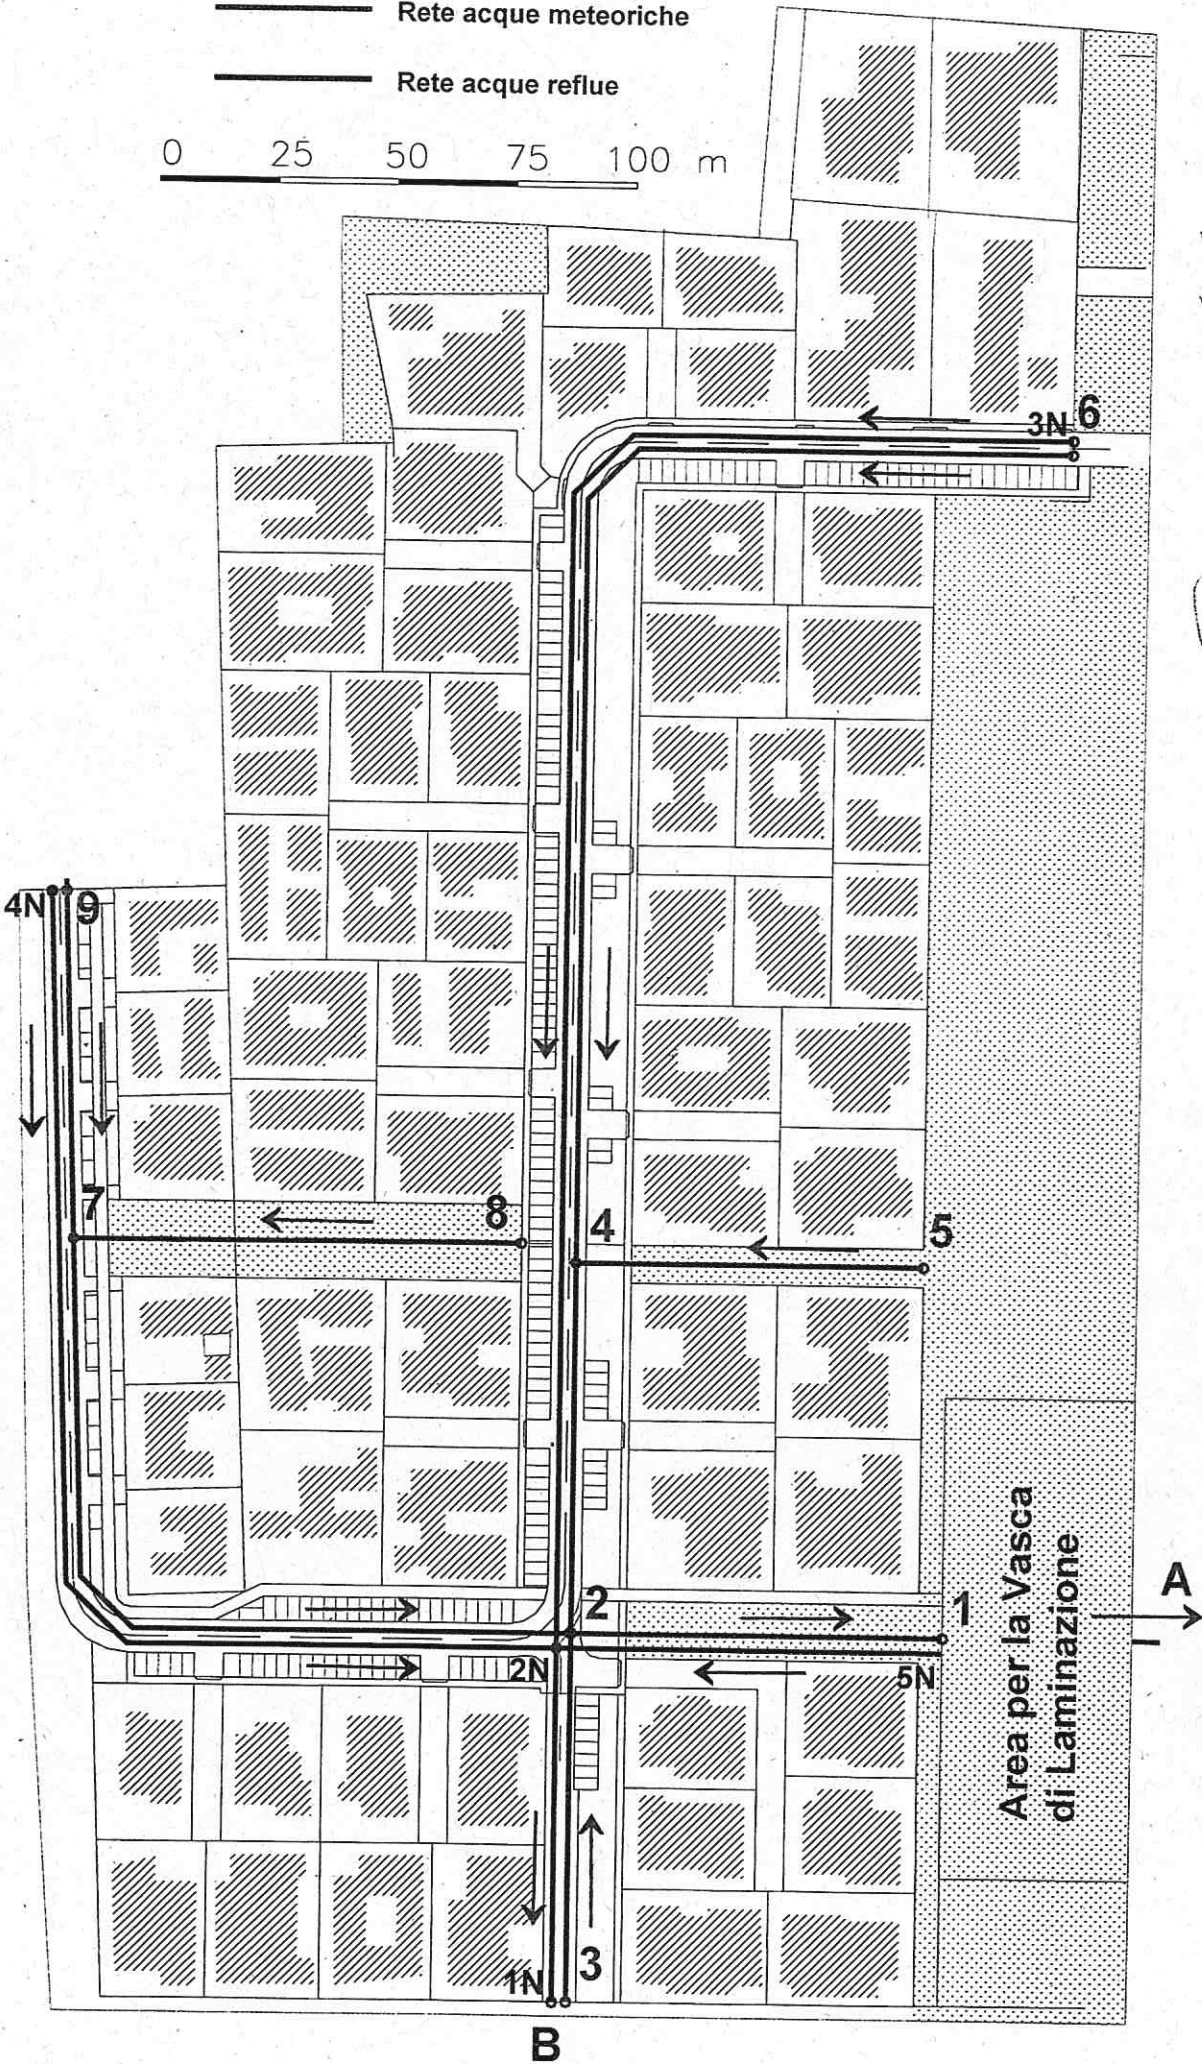 Rete acque meteoriche
Rete acque reflue
0 25 50 75 100 m
3N 6
4N 9
7 8 4 5
2 1
2N 5N
A
Area per la Vasca
di Laminazione
1N 3
B